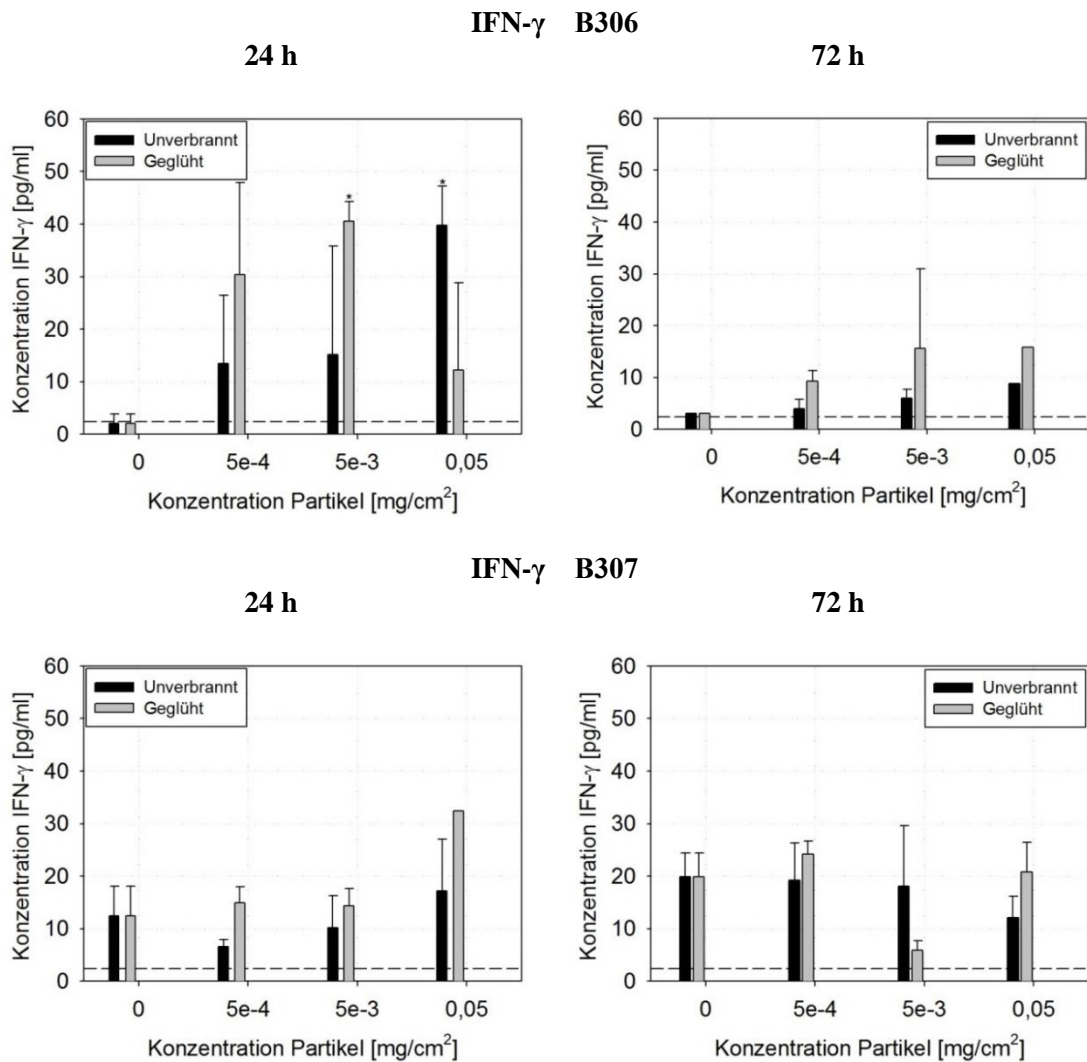 IFN-γ B306
24 h
72 h
60
50
40
30
20
10
0
Konzentration IFN-γ [pg/ml]
Unverbrannt
Geglüht
*
*
0
5e-4
5e-3
0,05
Konzentration Partikel [mg/cm²]
60
50
40
30
20
10
0
Konzentration IFN-γ [pg/ml]
Unverbrannt
Geglüht
0
5e-4
5e-3
0,05
Konzentration Partikel [mg/cm²]
IFN-γ B307
24 h
72 h
60
50
40
30
20
10
0
Konzentration IFN-γ [pg/ml]
Unverbrannt
Geglüht
0
5e-4
5e-3
0,05
Konzentration Partikel [mg/cm²]
60
50
40
30
20
10
0
Konzentration IFN-γ [pg/ml]
Unverbrannt
Geglüht
0
5e-4
5e-3
0,05
Konzentration Partikel [mg/cm²]